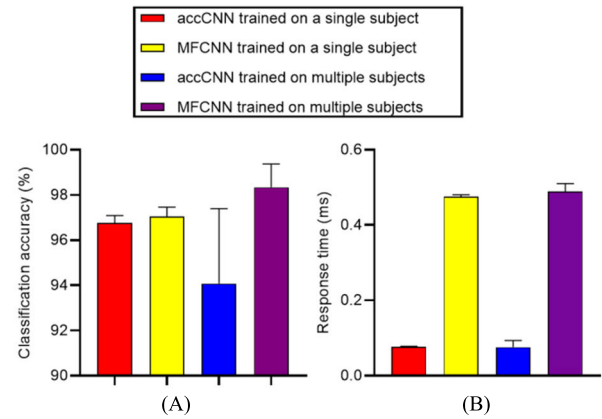 accCNN trained on a single subject
MFCNN trained on a single subject
accCNN trained on multiple subjects
MFCNN trained on multiple subjects
Classification accuracy (%)
100
98
96
94
92
90
(A)
Response time (ms)
0.6
0.4
0.2
0.0
(B)